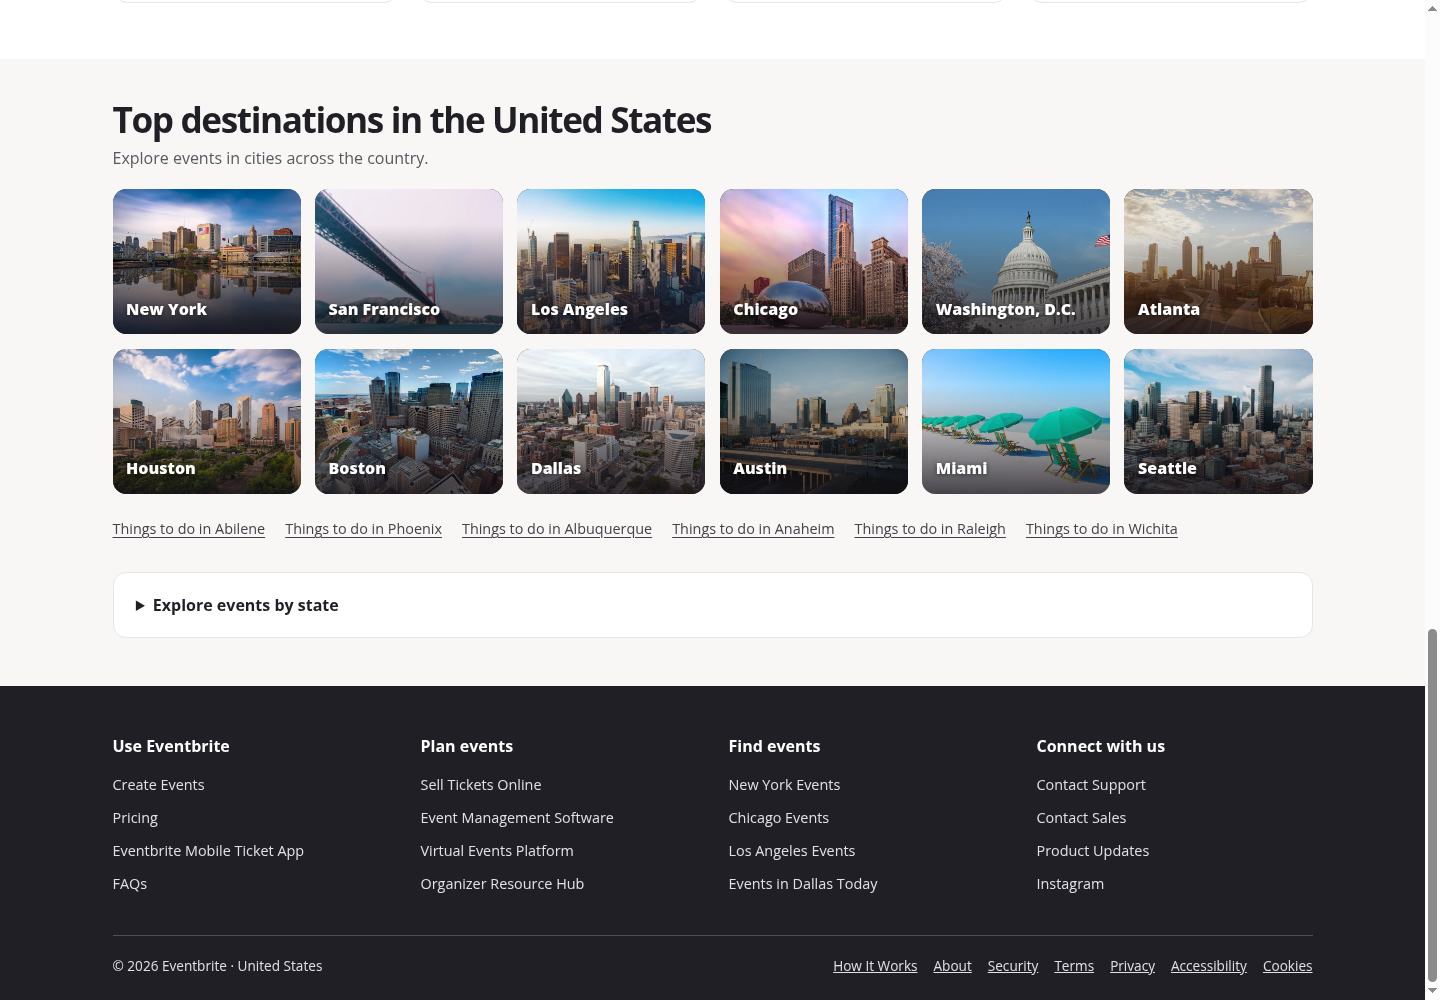 Top destinations in the United States
Explore events in cities across the country.
New York
San Francisco
Los Angeles
Chicago
Washington, D.C.
Atlanta
Houston
Boston
Dallas
Austin
Miami
Seattle
Things to do in Abilene
Things to do in Phoenix
Things to do in Albuquerque
Things to do in Anaheim
Things to do in Raleigh
Things to do in Wichita
Explore events by state
Use Eventbrite
Create Events
Pricing
Eventbrite Mobile Ticket App
FAQs
Plan events
Sell Tickets Online
Event Management Software
Virtual Events Platform
Organizer Resource Hub
Find events
New York Events
Chicago Events
Los Angeles Events
Events in Dallas Today
Connect with us
Contact Support
Contact Sales
Product Updates
Instagram
© 2026 Eventbrite · United States
How It Works
About
Security
Terms
Privacy
Accessibility
Cookies